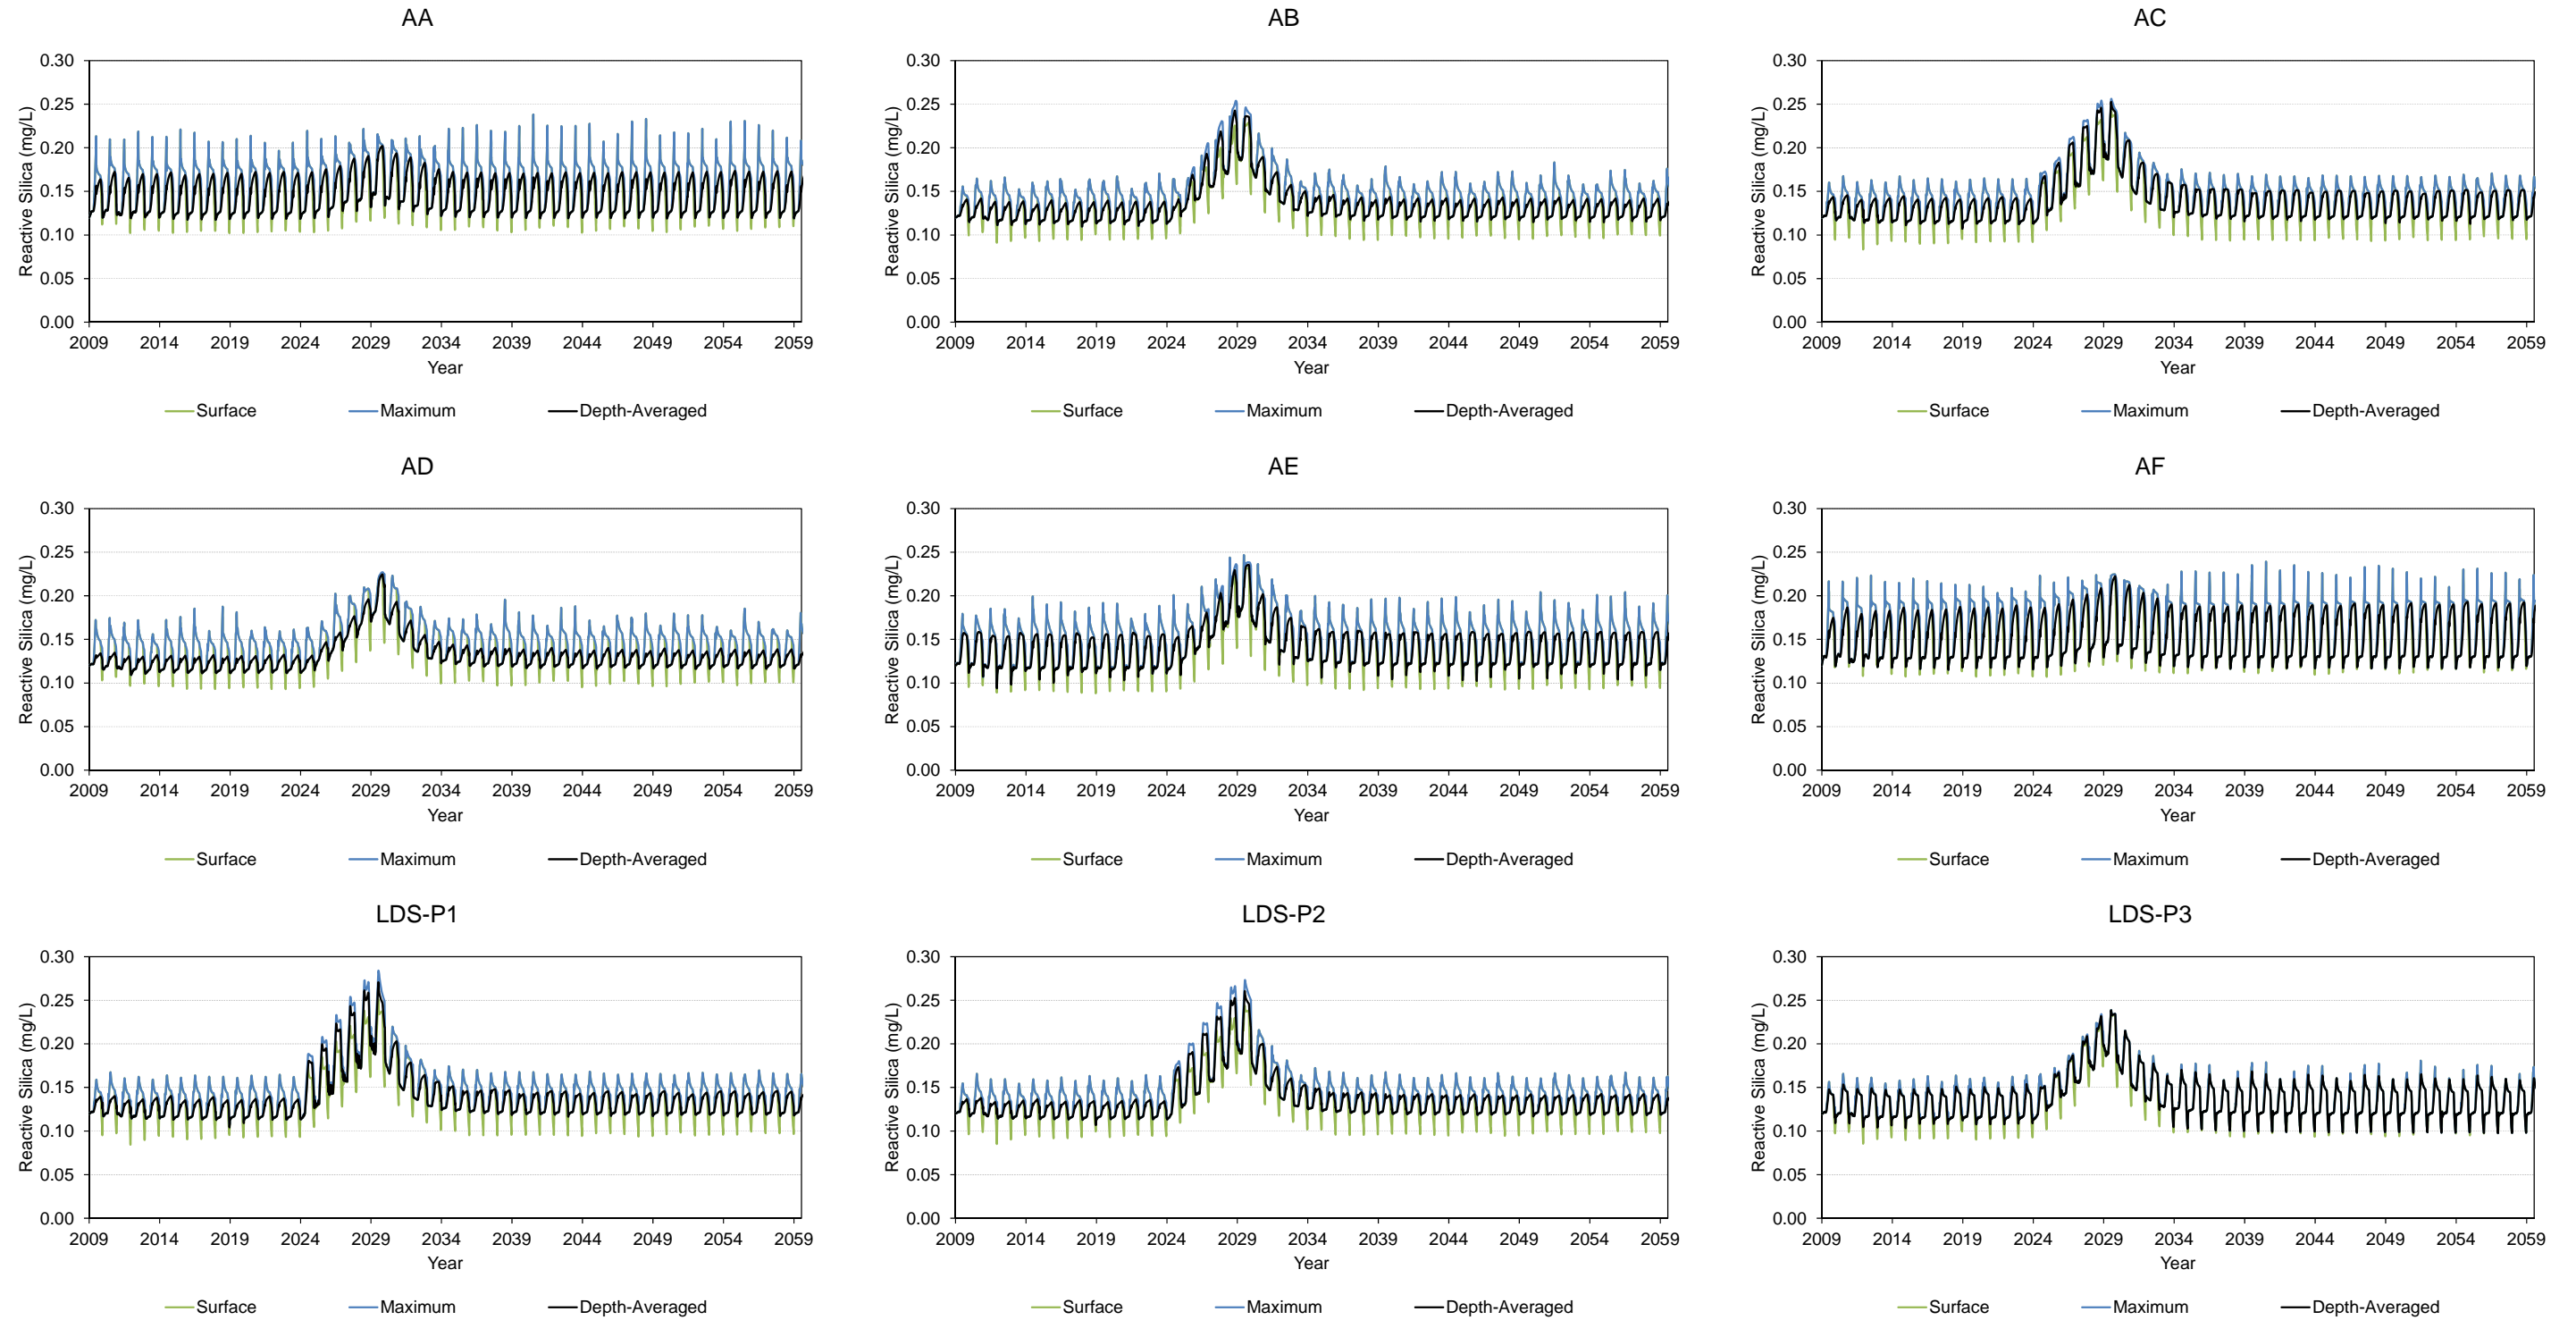 AA AB AC
Reactive Silica (mg/L) Reactive Silica (mg/L) Reactive Silica (mg/L)
0.30 0.30 0.30
0.25 0.25 0.25
0.20 0.20 0.20
0.15 0.15 0.15
0.10 0.10 0.10
0.05 0.05 0.05
0.00 0.00 0.00
2009 2014 2019 2024 2029 2034 2039 2044 2049 2054 2059 2009 2014 2019 2024 2029 2034 2039 2044 2049 2054 2059 2009 2014 2019 2024 2029 2034 2039 2044 2049 2054 2059
Year Year Year
Surface Maximum Depth-Averaged Surface Maximum Depth-Averaged Surface Maximum Depth-Averaged
AD AE AF
Reactive Silica (mg/L) Reactive Silica (mg/L) Reactive Silica (mg/L)
0.30 0.30 0.30
0.25 0.25 0.25
0.20 0.20 0.20
0.15 0.15 0.15
0.10 0.10 0.10
0.05 0.05 0.05
0.00 0.00 0.00
2009 2014 2019 2024 2029 2034 2039 2044 2049 2054 2059 2009 2014 2019 2024 2029 2034 2039 2044 2049 2054 2059 2009 2014 2019 2024 2029 2034 2039 2044 2049 2054 2059
Year Year Year
Surface Maximum Depth-Averaged Surface Maximum Depth-Averaged Surface Maximum Depth-Averaged
LDS-P1 LDS-P2 LDS-P3
Reactive Silica (mg/L) Reactive Silica (mg/L) Reactive Silica (mg/L)
0.30 0.30 0.30
0.25 0.25 0.25
0.20 0.20 0.20
0.15 0.15 0.15
0.10 0.10 0.10
0.05 0.05 0.05
0.00 0.00 0.00
2009 2014 2019 2024 2029 2034 2039 2044 2049 2054 2059 2009 2014 2019 2024 2029 2034 2039 2044 2049 2054 2059 2009 2014 2019 2024 2029 2034 2039 2044 2049 2054 2059
Year Year Year
Surface Maximum Depth-Averaged Surface Maximum Depth-Averaged Surface Maximum Depth-Averaged